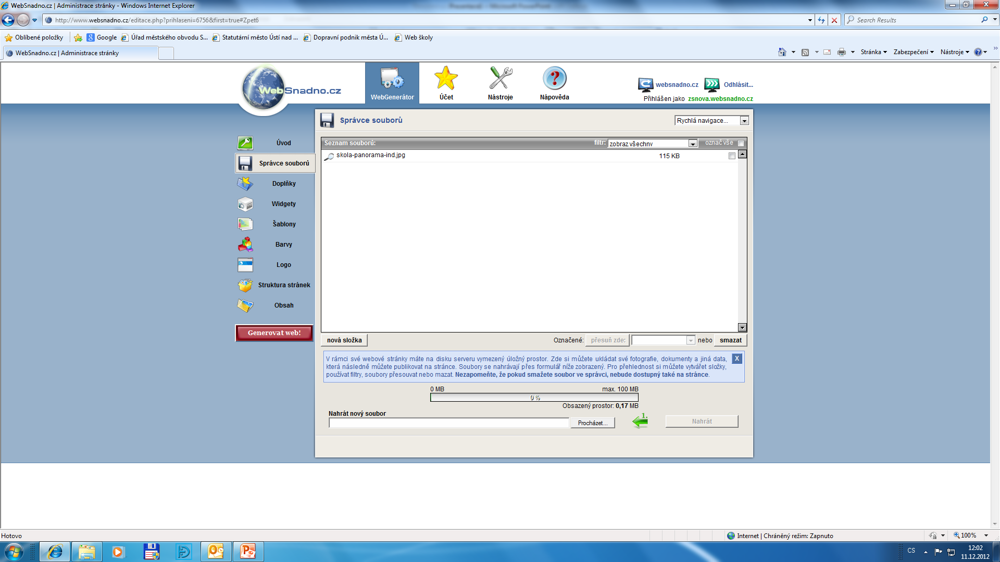 WebSnadno.cz | Administrace stránky - Windows Internet Explorer
http://www.websnadno.cz/editace.php?prihlaseni=6756&first=true#Zpet6
Search Results
Oblíbené položky
Google
Úřad městského obvodu S...
Statutární město Ústí nad ...
Dopravní podnik města Ú...
Web školy
WebSnadno.cz | Administrace stránky
Stránka
Zabezpečení
Nástroje
WebSnadno.cz
WebGenerátor
Účet
Nástroje
Nápověda
websnadno.cz
Odhlásit...
Přihlášen jako zsnova.websnadno.cz
Správce souborů
Rychlá navigace...
Úvod
Správce souborů
Doplňky
Widgety
Šablony
Barvy
Logo
Struktura stránek
Obsah
Generovat web!
Seznam souborů:
filtr:
zobraz všechny
označ vše
skola-panorama-ind.jpg
115 KB
nová složka
Označené:
přesuň zde:
nebo
smazat
V rámci své webové stránky máte na disku serveru vymezený úložný prostor. Zde si můžete ukládat své fotografie, dokumenty a jiná data,
která následně můžete publikovat na stránce. Soubory se nahrávají přes formulář níže zobrazený. Pro přehlednost si můžete vytvářet složky,
používat filtry, soubory přesouvat nebo mazat. Nezapomeňte, že pokud smažete soubor ve správci, nebude dostupný také na stránce.
X
0 MB
max. 100 MB
0 %
Obsazený prostor: 0,17 MB
Nahrát nový soubor
Procházet...
1.
Nahrát
Hotovo
Internet | Chráněný režim: Zapnuto
100%
CS
12:02
11.12.2012